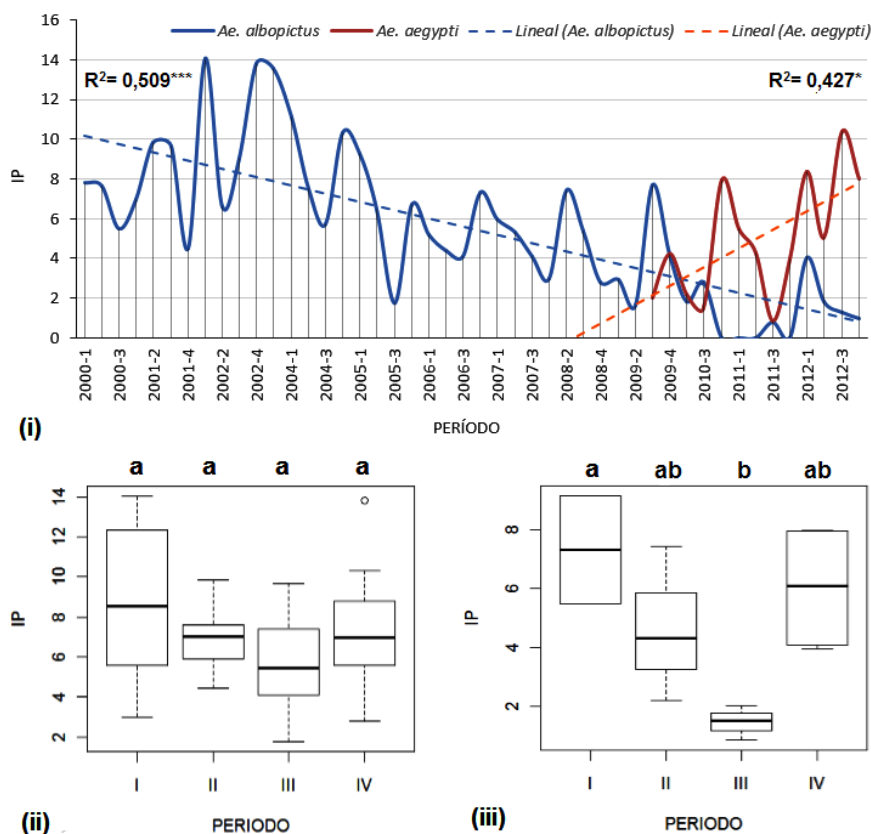 16
14
12
10
8
6
4
2
0
IP
Ae. albopictus Ae. aegypti Lineal (Ae. albopictus) Lineal (Ae. aegypti)
R²= 0,509*** R²= 0,427*
2000-1 2000-3 2001-2 2001-4 2002-2 2002-4 2004-1 2004-3 2005-1 2005-3 2006-1 2006-3 2007-1 2007-3 2008-2 2008-4 2009-2 2009-4 2010-3 2011-1 2011-3 2012-1 2012-3
PERÍODO
(i)
a a a a
14
12
10
8
6
4
2
IP
I II III IV
PERIODO
(ii)
a ab b ab
8
6
4
2
IP
I II III IV
PERIODO
(iii)